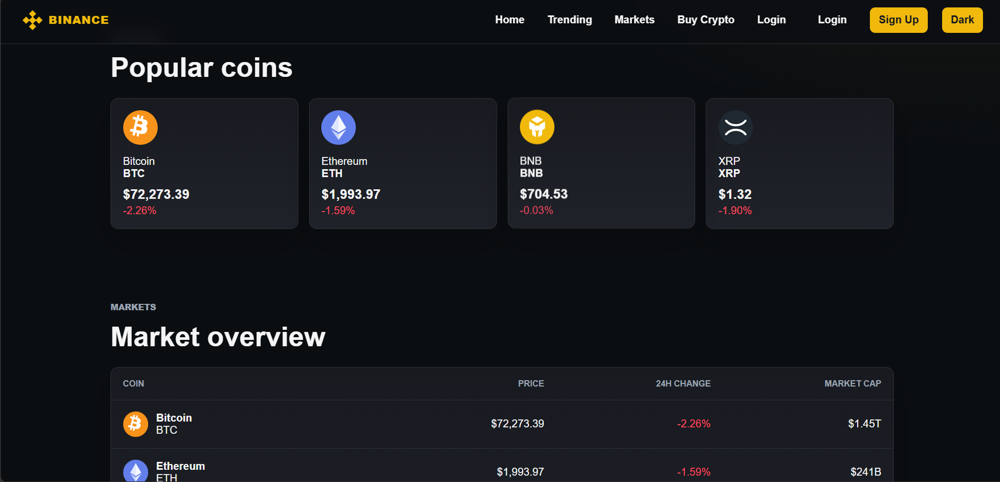 BINANCE Home Trending Markets Buy Crypto Login Login Sign Up Dark
Popular coins
Bitcoin
BTC
$72,273.39
-2.26%
Ethereum
ETH
$1,993.97
-1.59%
BNB
BNB
$704.53
-0.03%
XRP
XRP
$1.32
-1.90%
MARKETS
Market overview
COIN PRICE 24H CHANGE MARKET CAP
Bitcoin
BTC
$72,273.39 -2.26% $1.45T
Ethereum
ETH
$1,993.97 -1.59% $241B